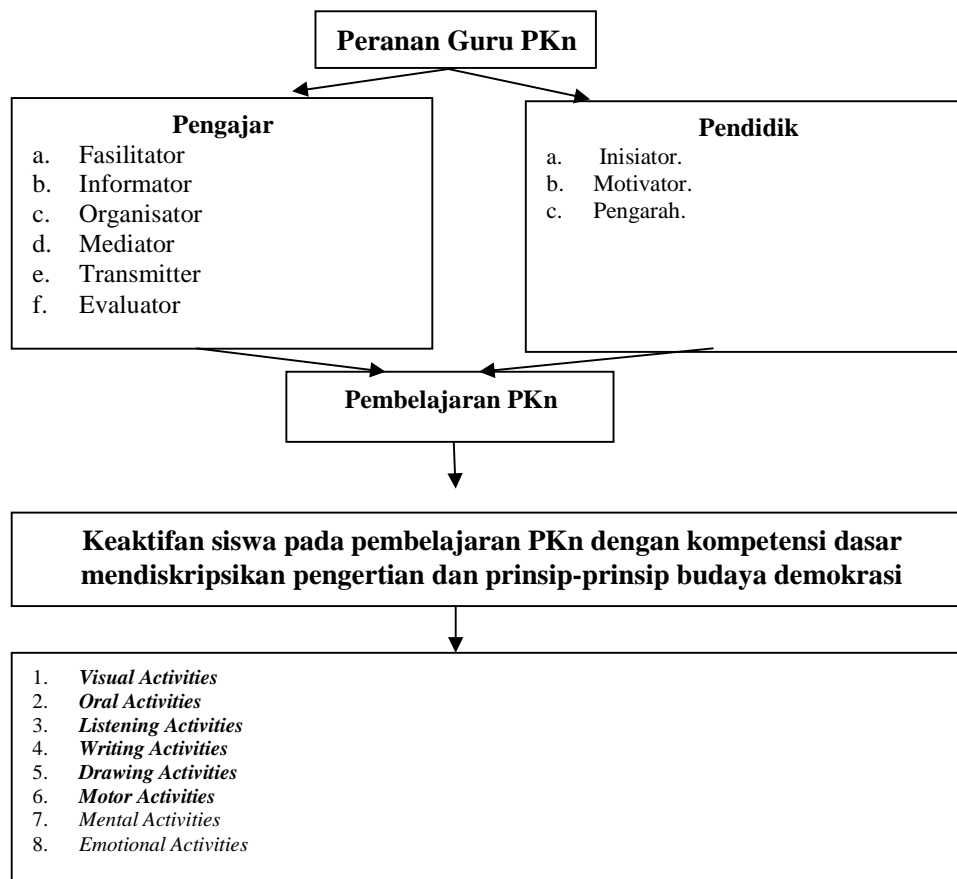 Peranan Guru PKn
Pengajar
a. Fasilitator
b. Informator
c. Organisator
d. Mediator
e. Transmitter
f. Evaluator
Pendidik
a. Inisiator.
b. Motivator.
c. Pengarah.
Pembelajaran PKn
Keaktifan siswa pada pembelajaran PKn dengan kompetensi dasar
mendiskripsikan pengertian dan prinsip-prinsip budaya demokrasi
1. Visual Activities
2. Oral Activities
3. Listening Activities
4. Writing Activities
5. Drawing Activities
6. Motor Activities
7. Mental Activities
8. Emotional Activities